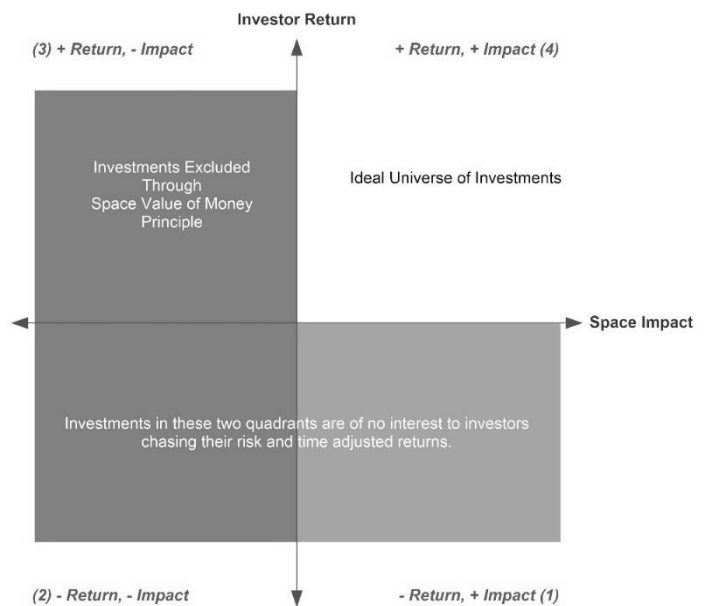 Investor Return
(3) + Return, - Impact
+ Return, + Impact (4)
Investments Excluded
Through
Space Value of Money
Principle
Ideal Universe of Investments
Space Impact
Investments in these two quadrants are of no interest to investors
chasing their risk and time adjusted returns.
(2) - Return, - Impact
- Return, + Impact (1)